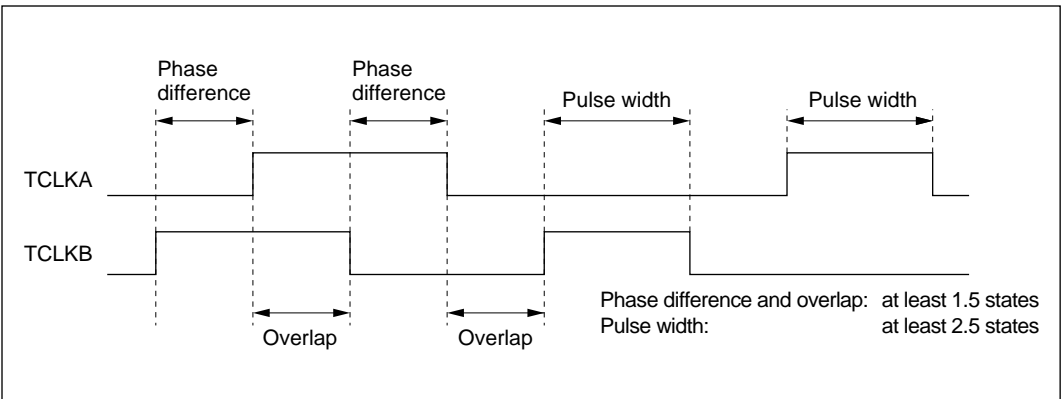 Phase
difference
Phase
difference
Pulse width
Pulse width
TCLKA
TCLKB
Overlap
Overlap
Phase difference and overlap: at least 1.5 states
Pulse width: at least 2.5 states